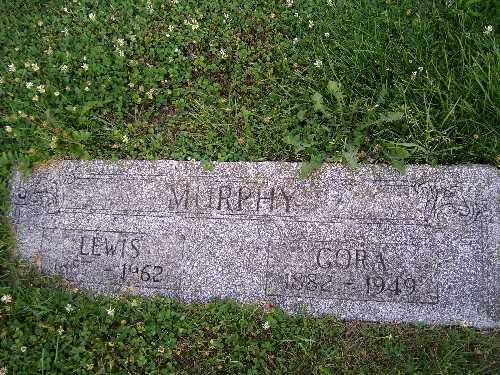 MURPHY
LEWIS
- 1962
CORA
1882 - 1949